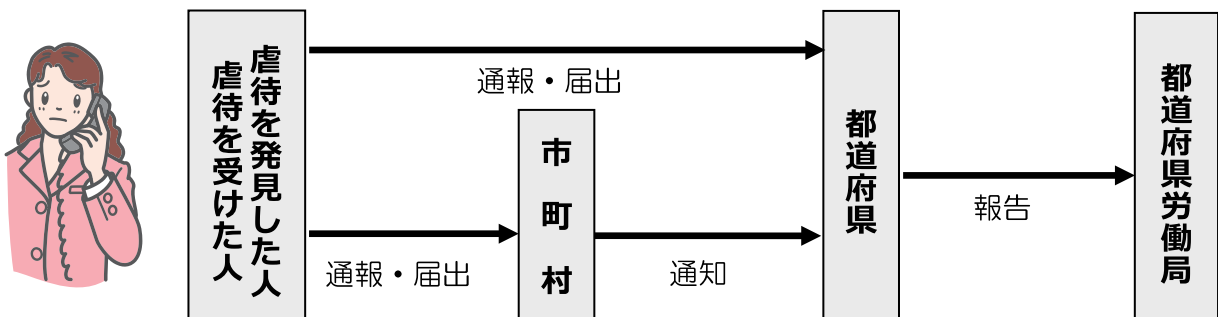 虐待を発見した人
虐待を受けた人
通報・届出
通報・届出
市町村
通知
都道府県
報告
都道府県労働局